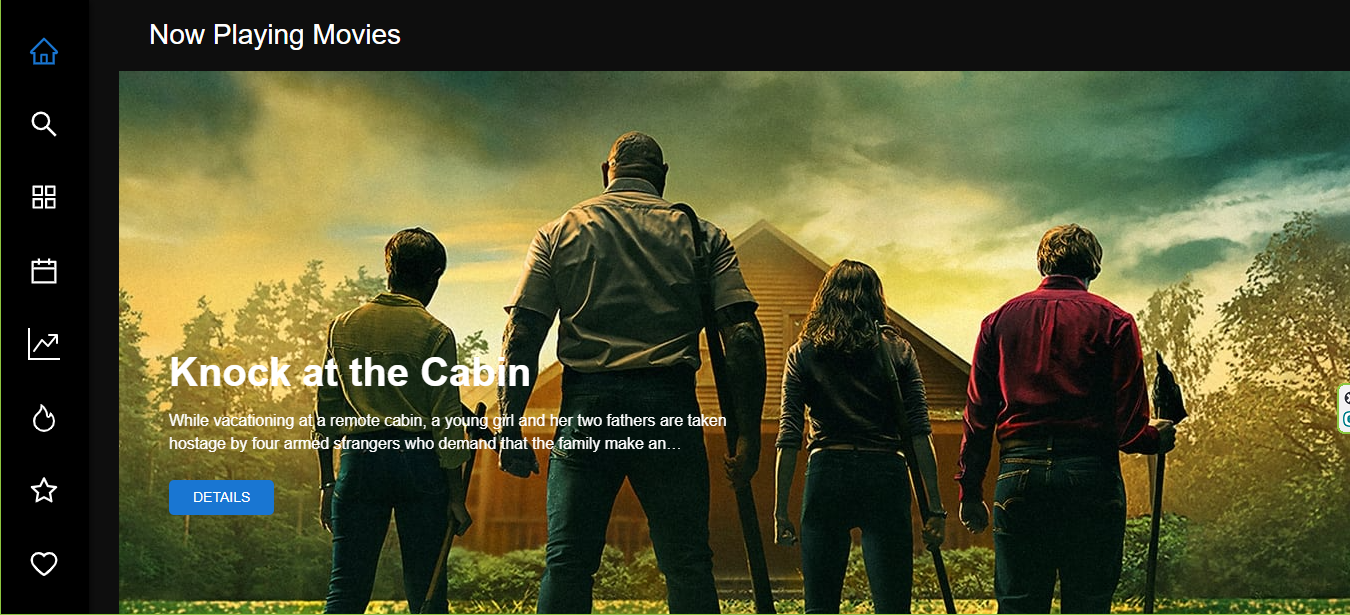 Now Playing Movies
Knock at the Cabin
While vacationing at a remote cabin, a young girl and her two fathers are taken
hostage by four armed strangers who demand that the family make an...
DETAILS